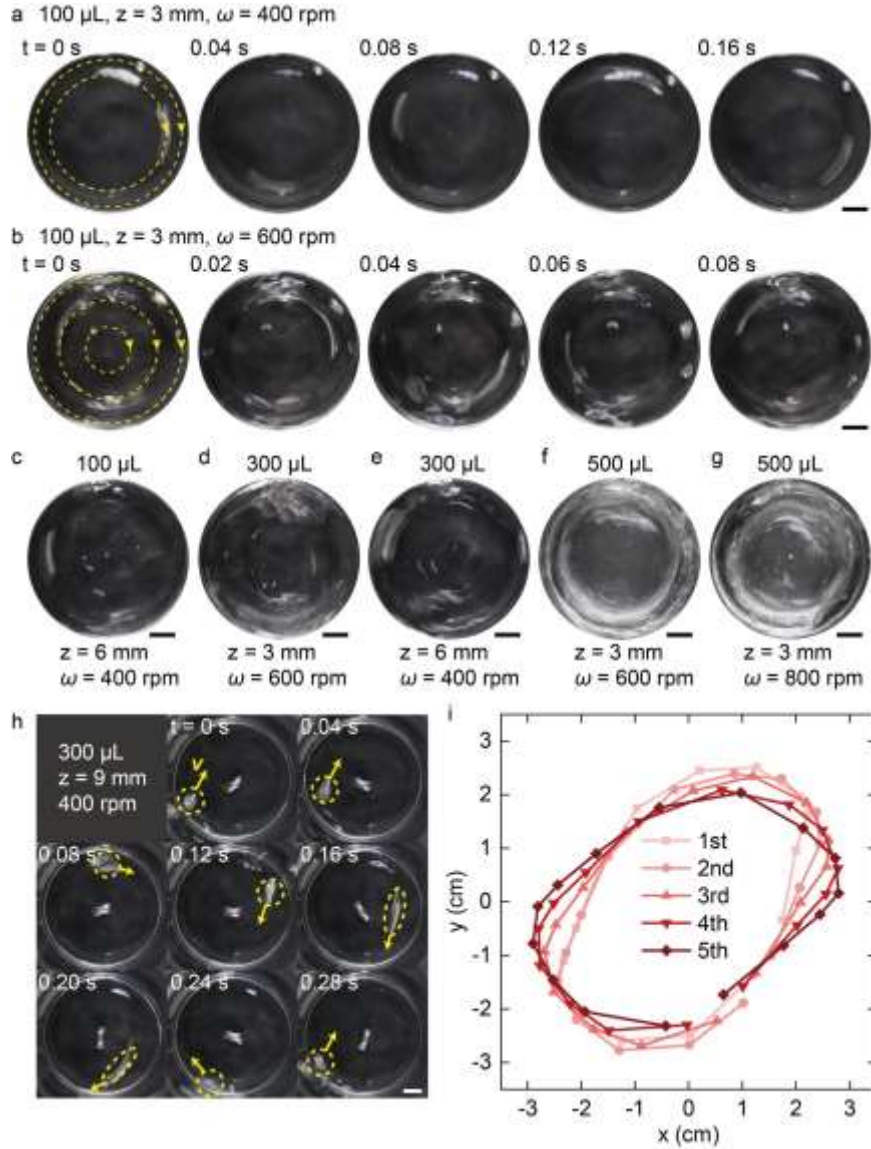 a 100 µL, z = 3 mm, ω = 400 rpm
t = 0 s 0.04 s 0.08 s 0.12 s 0.16 s
b 100 µL, z = 3 mm, ω = 600 rpm
t = 0 s 0.02 s 0.04 s 0.06 s 0.08 s
c 100 µL d 300 µL e 300 µL f 500 µL g 500 µL
z = 6 mm z = 3 mm z = 6 mm z = 3 mm z = 3 mm
ω = 400 rpm ω = 600 rpm ω = 400 rpm ω = 600 rpm ω = 800 rpm
h
300 µL
z = 9 mm
400 rpm
t = 0 s 0.04 s
v
0.08 s 0.12 s 0.16 s
0.20 s 0.24 s 0.28 s
i
3
2
1
0
-1
-2
-3
y (cm)
1st
2nd
3rd
4th
5th
-3 -2 -1 0 1 2 3
x (cm)